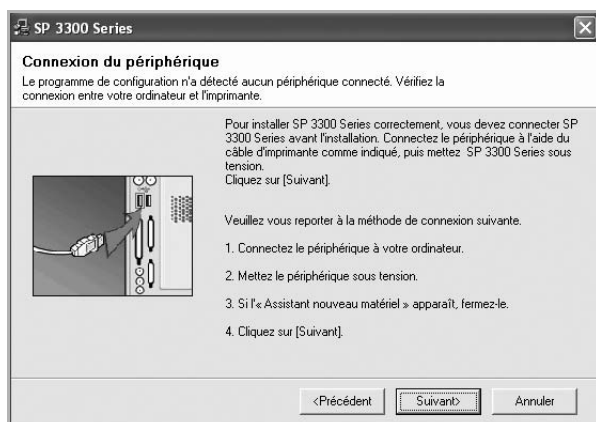 SP 3300 Series
Connexion du périphérique
Le programme de configuration n'a détecté aucun périphérique connecté. Vérifiez la
connexion entre votre ordinateur et l'imprimante.
Pour installer SP 3300 Series correctement, vous devez connecter SP
3300 Series avant l'installation. Connectez le périphérique à l'aide du
câble d'imprimante comme indiqué, puis mettez SP 3300 Series sous
tension.
Cliquez sur [Suivant].
Veuillez vous reporter à la méthode de connexion suivante.
1. Connectez le périphérique à votre ordinateur.
2. Mettez le périphérique sous tension.
3. Si l'« Assistant nouveau matériel » apparaît, fermez-le.
4. Cliquez sur [Suivant].
<Précédent Suivant> Annuler